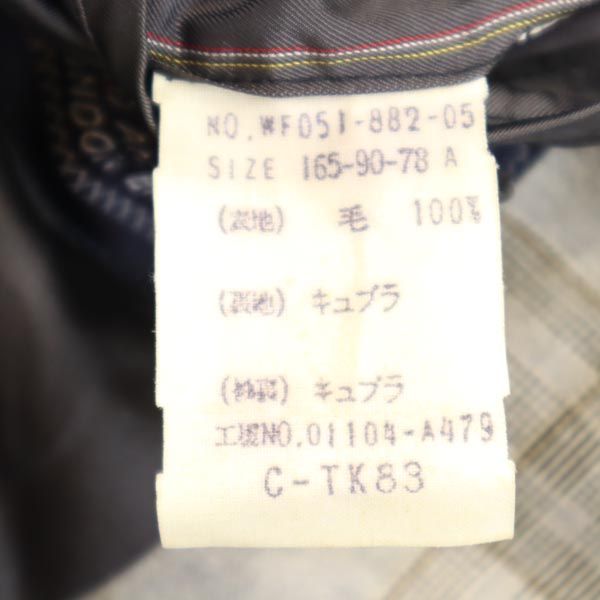 NO.WF051-882-05
SIZE 165-90-78 A
(表地) 毛 100%
(裏地) キュプラ
(袖裏) キュプラ
工場NO.01104-A479
C-TK83